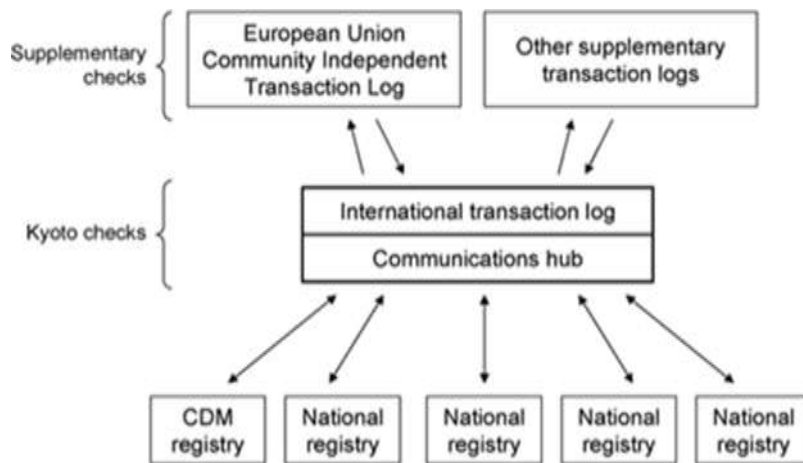 Supplementary
checks
European Union
Community Independent
Transaction Log
Other supplementary
transaction logs
Kyoto checks
International transaction log
Communications hub
CDM
registry
National
registry
National
registry
National
registry
National
registry